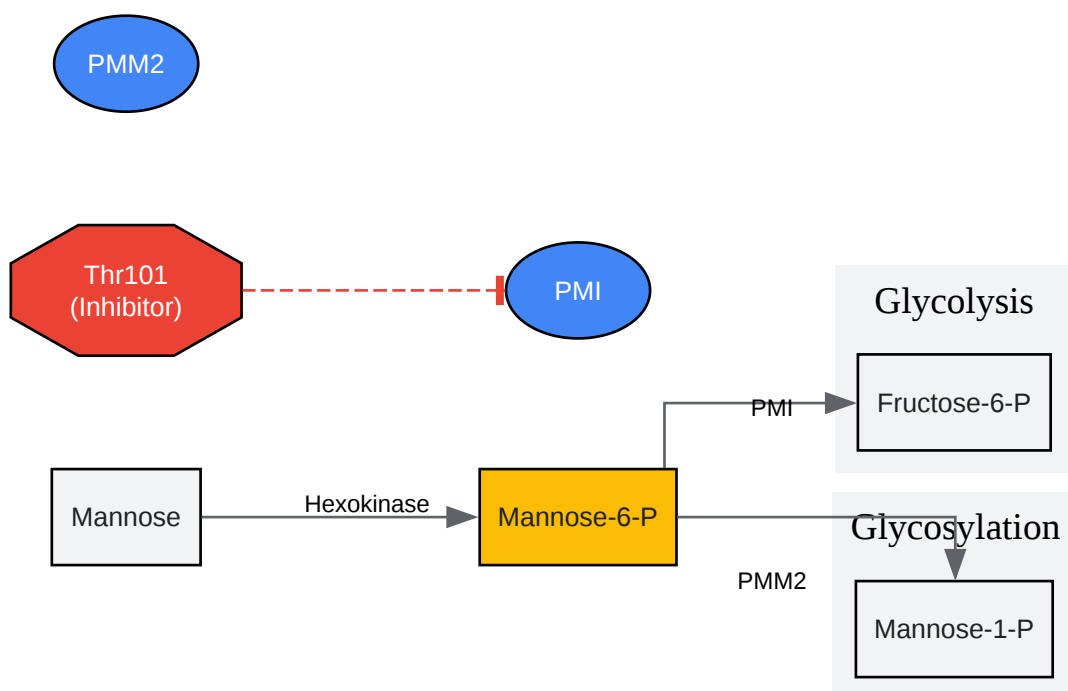 PMM2
Thr101
(Inhibitor)
PMI
Glycolysis
PMI
Fructose-6-P
Mannose
Hexokinase
Mannose-6-P
Glycosylation
PMM2
Mannose-1-P